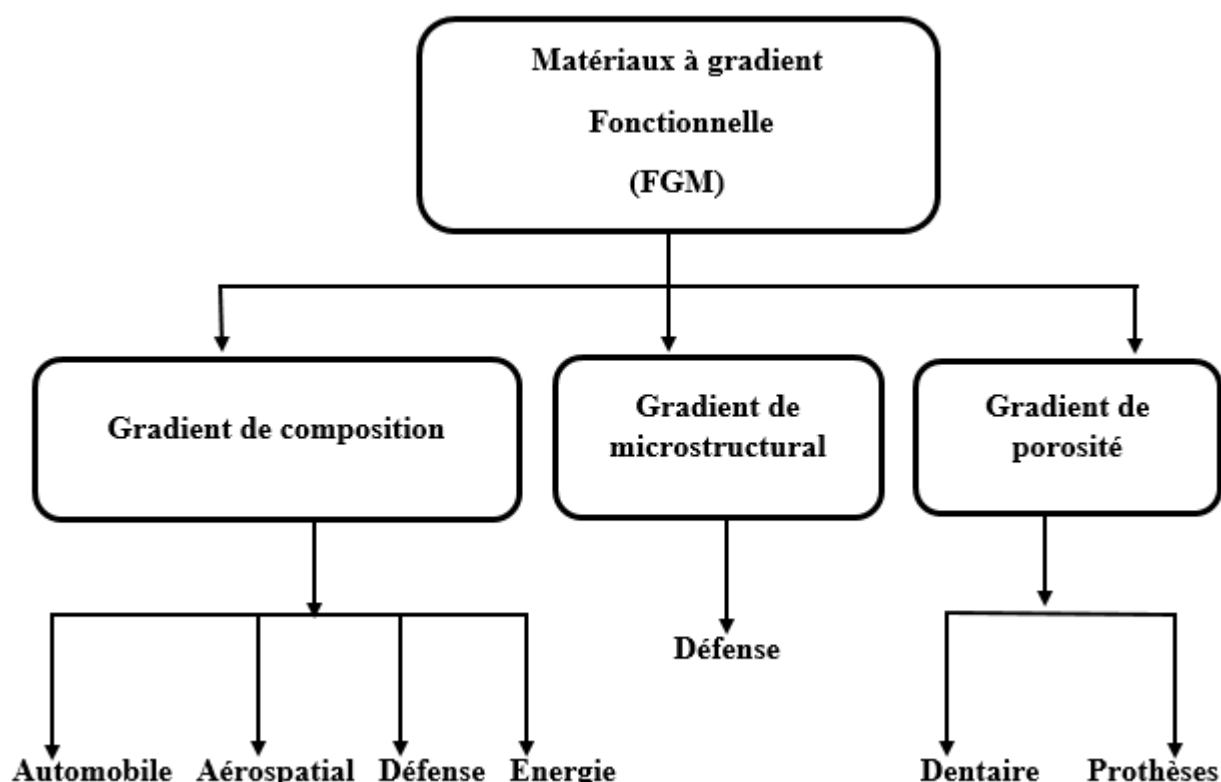 Matériaux à gradient
Fonctionnelle
(FGM)
Gradient de composition
Gradient de
microstructural
Gradient de
porosité
Automobile Aérospatial Défense Energie
Défense
Dentaire Prothèses